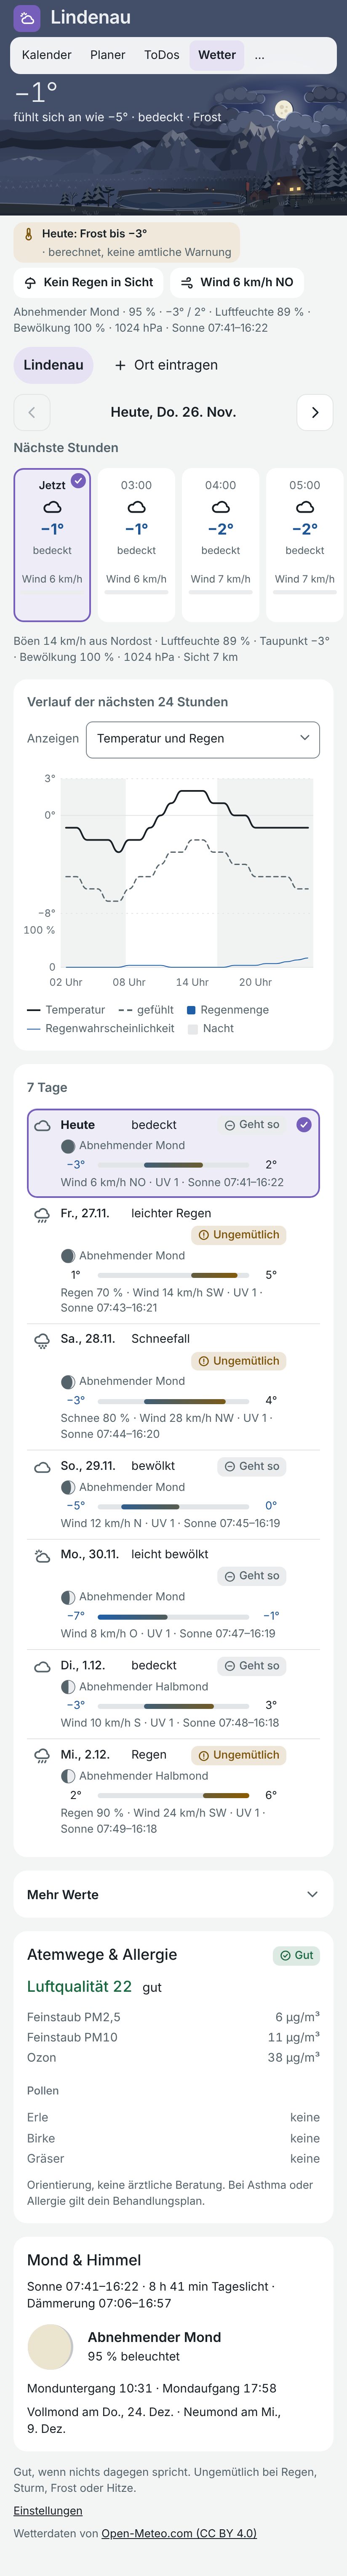 Lindenau
Kalender Planer ToDos Wetter ...
−1°
fühlt sich an wie −5° · bedeckt · Frost
Heute: Frost bis −3°
· berechnet, keine amtliche Warnung
Kein Regen in Sicht Wind 6 km/h NO
Abnehmender Mond · 95 % · −3° / 2° · Luftfeuchte 89 % ·
Bewölkung 100 % · 1024 hPa · Sonne 07:41–16:22
Lindenau + Ort eintragen
Heute, Do. 26. Nov.
Nächste Stunden
Jetzt 03:00 04:00 05:00
−1° −1° −2° −2°
bedeckt bedeckt bedeckt bedeckt
Wind 6 km/h Wind 6 km/h Wind 7 km/h Wind 7 km/h
Böen 14 km/h aus Nordost · Luftfeuchte 89 % · Taupunkt −3°
· Bewölkung 100 % · 1024 hPa · Sicht 7 km
Verlauf der nächsten 24 Stunden
Anzeigen Temperatur und Regen
3°
0°
−8°
100 %
0
02 Uhr 08 Uhr 14 Uhr 20 Uhr
Temperatur gefühlt Regenmenge
Regenwahrscheinlichkeit Nacht
7 Tage
Heute bedeckt Geht so
Abnehmender Mond
−3° 2°
Wind 6 km/h NO · UV 1 · Sonne 07:41–16:22
Fr., 27.11. leichter Regen
Ungemütlich
Abnehmender Mond
1° 5°
Regen 70 % · Wind 14 km/h SW · UV 1 ·
Sonne 07:43–16:21
Sa., 28.11. Schneefall
Ungemütlich
Abnehmender Mond
−3° 4°
Schnee 80 % · Wind 28 km/h NW · UV 1 ·
Sonne 07:44–16:20
So., 29.11. bewölkt Geht so
Abnehmender Mond
−5° 0°
Wind 12 km/h N · UV 1 · Sonne 07:45–16:19
Mo., 30.11. leicht bewölkt
Geht so
Abnehmender Mond
−7° −1°
Wind 8 km/h O · UV 1 · Sonne 07:47–16:19
Di., 1.12. bedeckt Geht so
Abnehmender Halbmond
−3° 3°
Wind 10 km/h S · UV 1 · Sonne 07:48–16:18
Mi., 2.12. Regen Ungemütlich
Abnehmender Halbmond
2° 6°
Regen 90 % · Wind 24 km/h SW · UV 1 ·
Sonne 07:49–16:18
Mehr Werte
Atemwege & Allergie Gut
Luftqualität 22 gut
Feinstaub PM2,5 6 µg/m³
Feinstaub PM10 11 µg/m³
Ozon 38 µg/m³
Pollen
Erle keine
Birke keine
Gräser keine
Orientierung, keine ärztliche Beratung. Bei Asthma oder
Allergie gilt dein Behandlungsplan.
Mond & Himmel
Sonne 07:41–16:22 · 8 h 41 min Tageslicht ·
Dämmerung 07:06–16:57
Abnehmender Mond
95 % beleuchtet
Monduntergang 10:31 · Mondaufgang 17:58
Vollmond am Do., 24. Dez. · Neumond am Mi.,
9. Dez.
Gut, wenn nichts dagegen spricht. Ungemütlich bei Regen,
Sturm, Frost oder Hitze.
Einstellungen
Wetterdaten von Open-Meteo.com (CC BY 4.0)